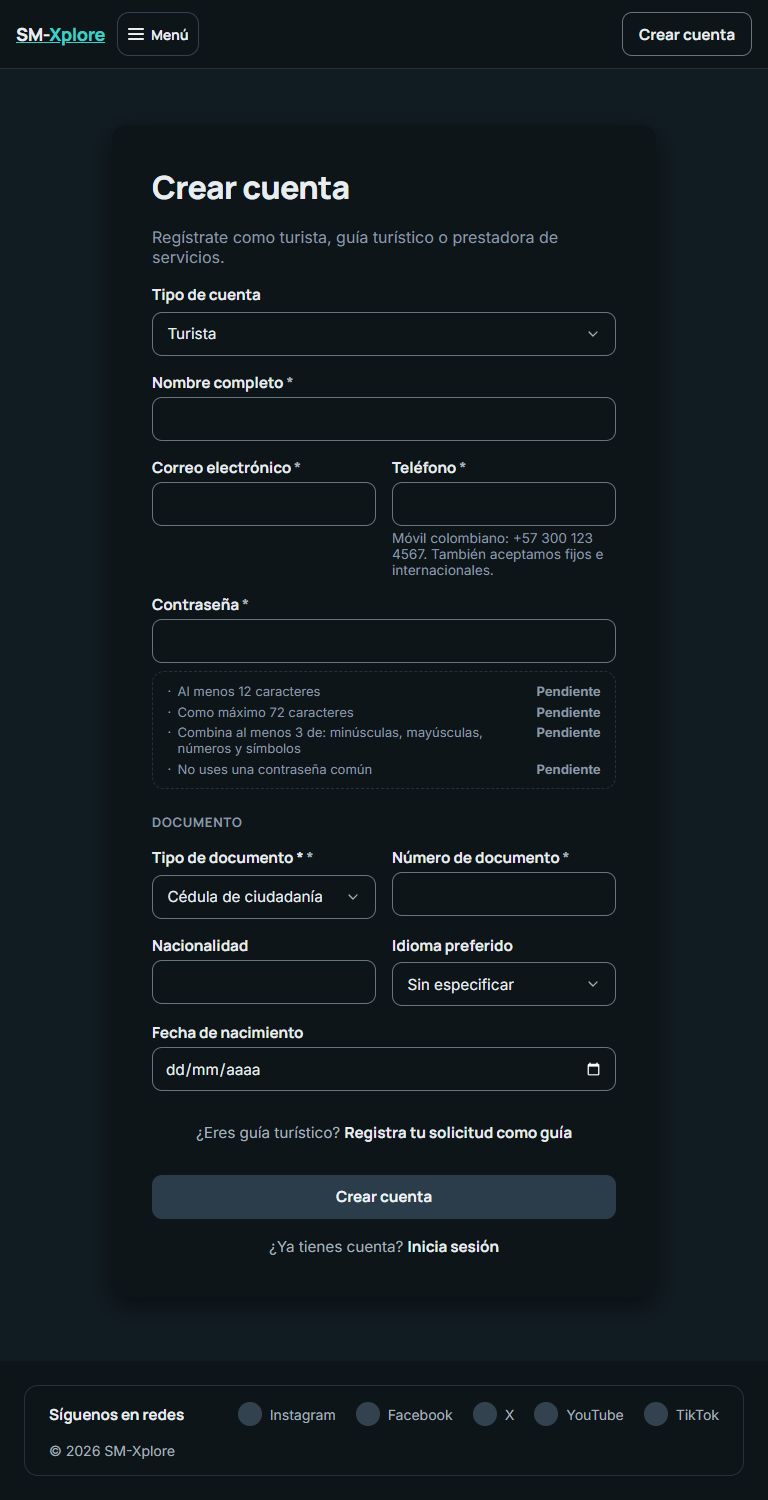 SM-Xplore
Menú
Crear cuenta
Crear cuenta
Regístrate como turista, guía turístico o prestadora de
servicios.
Tipo de cuenta
Turista
Nombre completo *
Correo electrónico * Teléfono *
Móvil colombiano: +57 300 123
4567. También aceptamos fijos e
internacionales.
Contraseña *
· Al menos 12 caracteres Pendiente
· Como máximo 72 caracteres Pendiente
· Combina al menos 3 de: minúsculas, mayúsculas, Pendiente
números y símbolos
· No uses una contraseña común Pendiente
DOCUMENTO
Tipo de documento * * Número de documento *
Cédula de ciudadanía
Nacionalidad Idioma preferido
Sin especificar
Fecha de nacimiento
dd/mm/aaaa
¿Eres guía turístico? Registra tu solicitud como guía
Crear cuenta
¿Ya tienes cuenta? Inicia sesión
Síguenos en redes Instagram Facebook X YouTube TikTok
© 2026 SM-Xplore